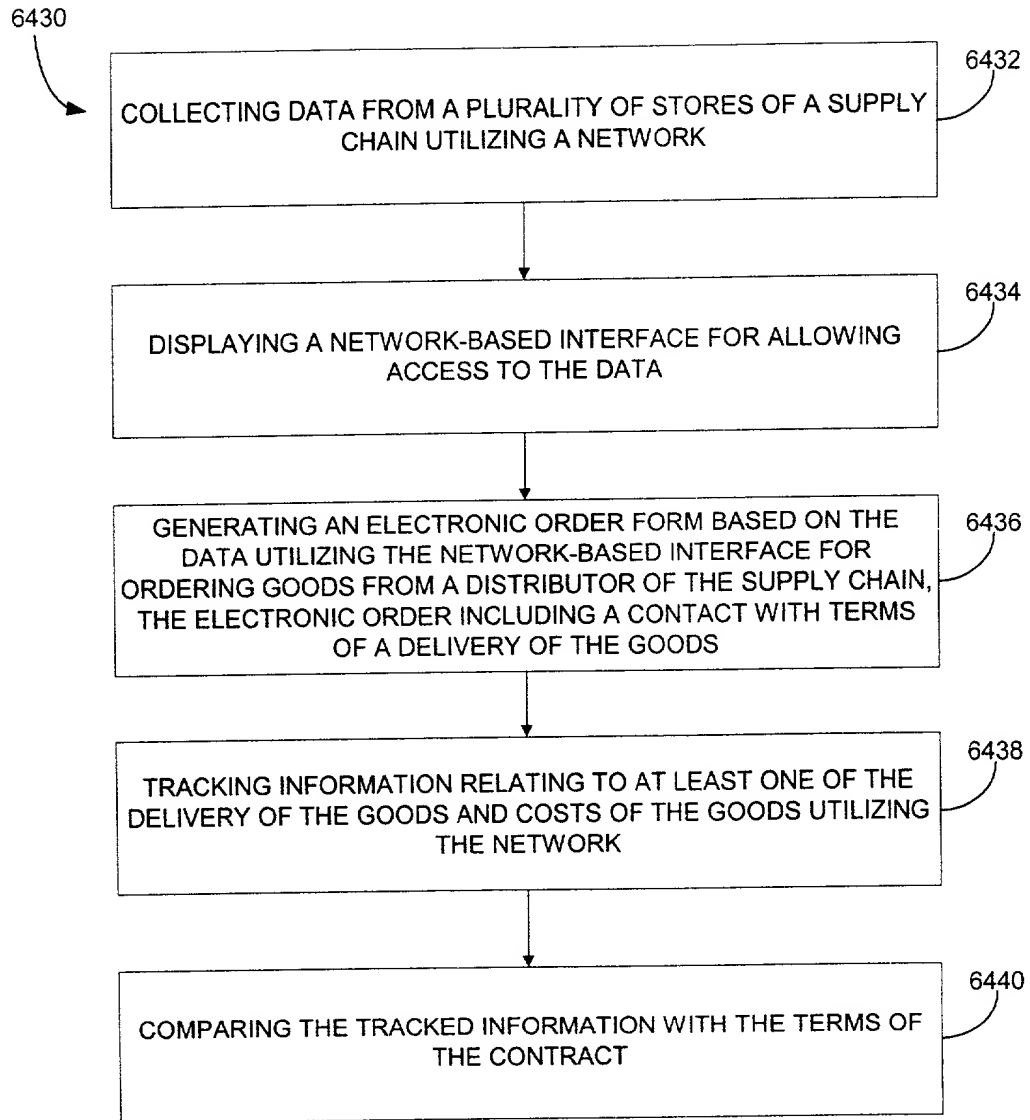 6430
6432
COLLECTING DATA FROM A PLURALITY OF STORES OF A SUPPLY
CHAIN UTILIZING A NETWORK
6434
DISPLAYING A NETWORK-BASED INTERFACE FOR ALLOWING
ACCESS TO THE DATA
6436
GENERATING AN ELECTRONIC ORDER FORM BASED ON THE
DATA UTILIZING THE NETWORK-BASED INTERFACE FOR
ORDERING GOODS FROM A DISTRIBUTOR OF THE SUPPLY CHAIN,
THE ELECTRONIC ORDER INCLUDING A CONTACT WITH TERMS
OF A DELIVERY OF THE GOODS
6438
TRACKING INFORMATION RELATING TO AT LEAST ONE OF THE
DELIVERY OF THE GOODS AND COSTS OF THE GOODS UTILIZING
THE NETWORK
6440
COMPARING THE TRACKED INFORMATION WITH THE TERMS OF
THE CONTRACT